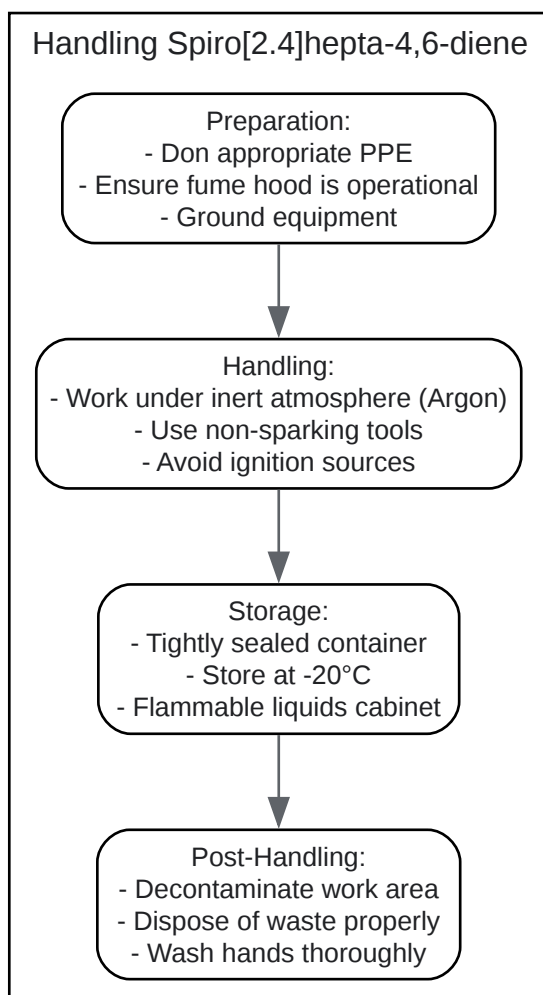 Handling Spiro[2.4]hepta-4,6-diene
Preparation:
- Don appropriate PPE
- Ensure fume hood is operational
- Ground equipment
Handling:
- Work under inert atmosphere (Argon)
- Use non-sparking tools
- Avoid ignition sources
Storage:
- Tightly sealed container
- Store at -20°C
- Flammable liquids cabinet
Post-Handling:
- Decontaminate work area
- Dispose of waste properly
- Wash hands thoroughly